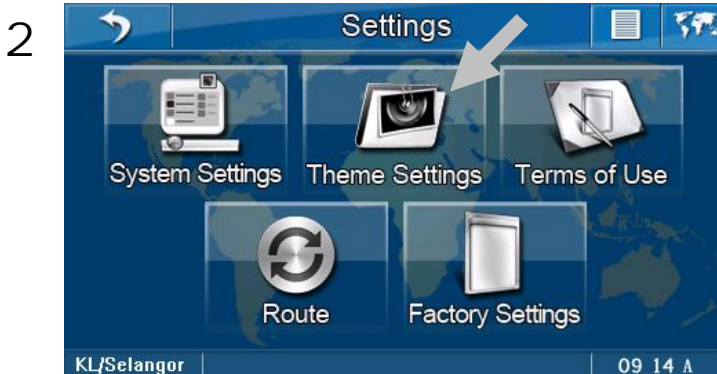 2
Settings
System Settings Theme Settings Terms of Use
Route Factory Settings
KL/Selangor 09 14 A